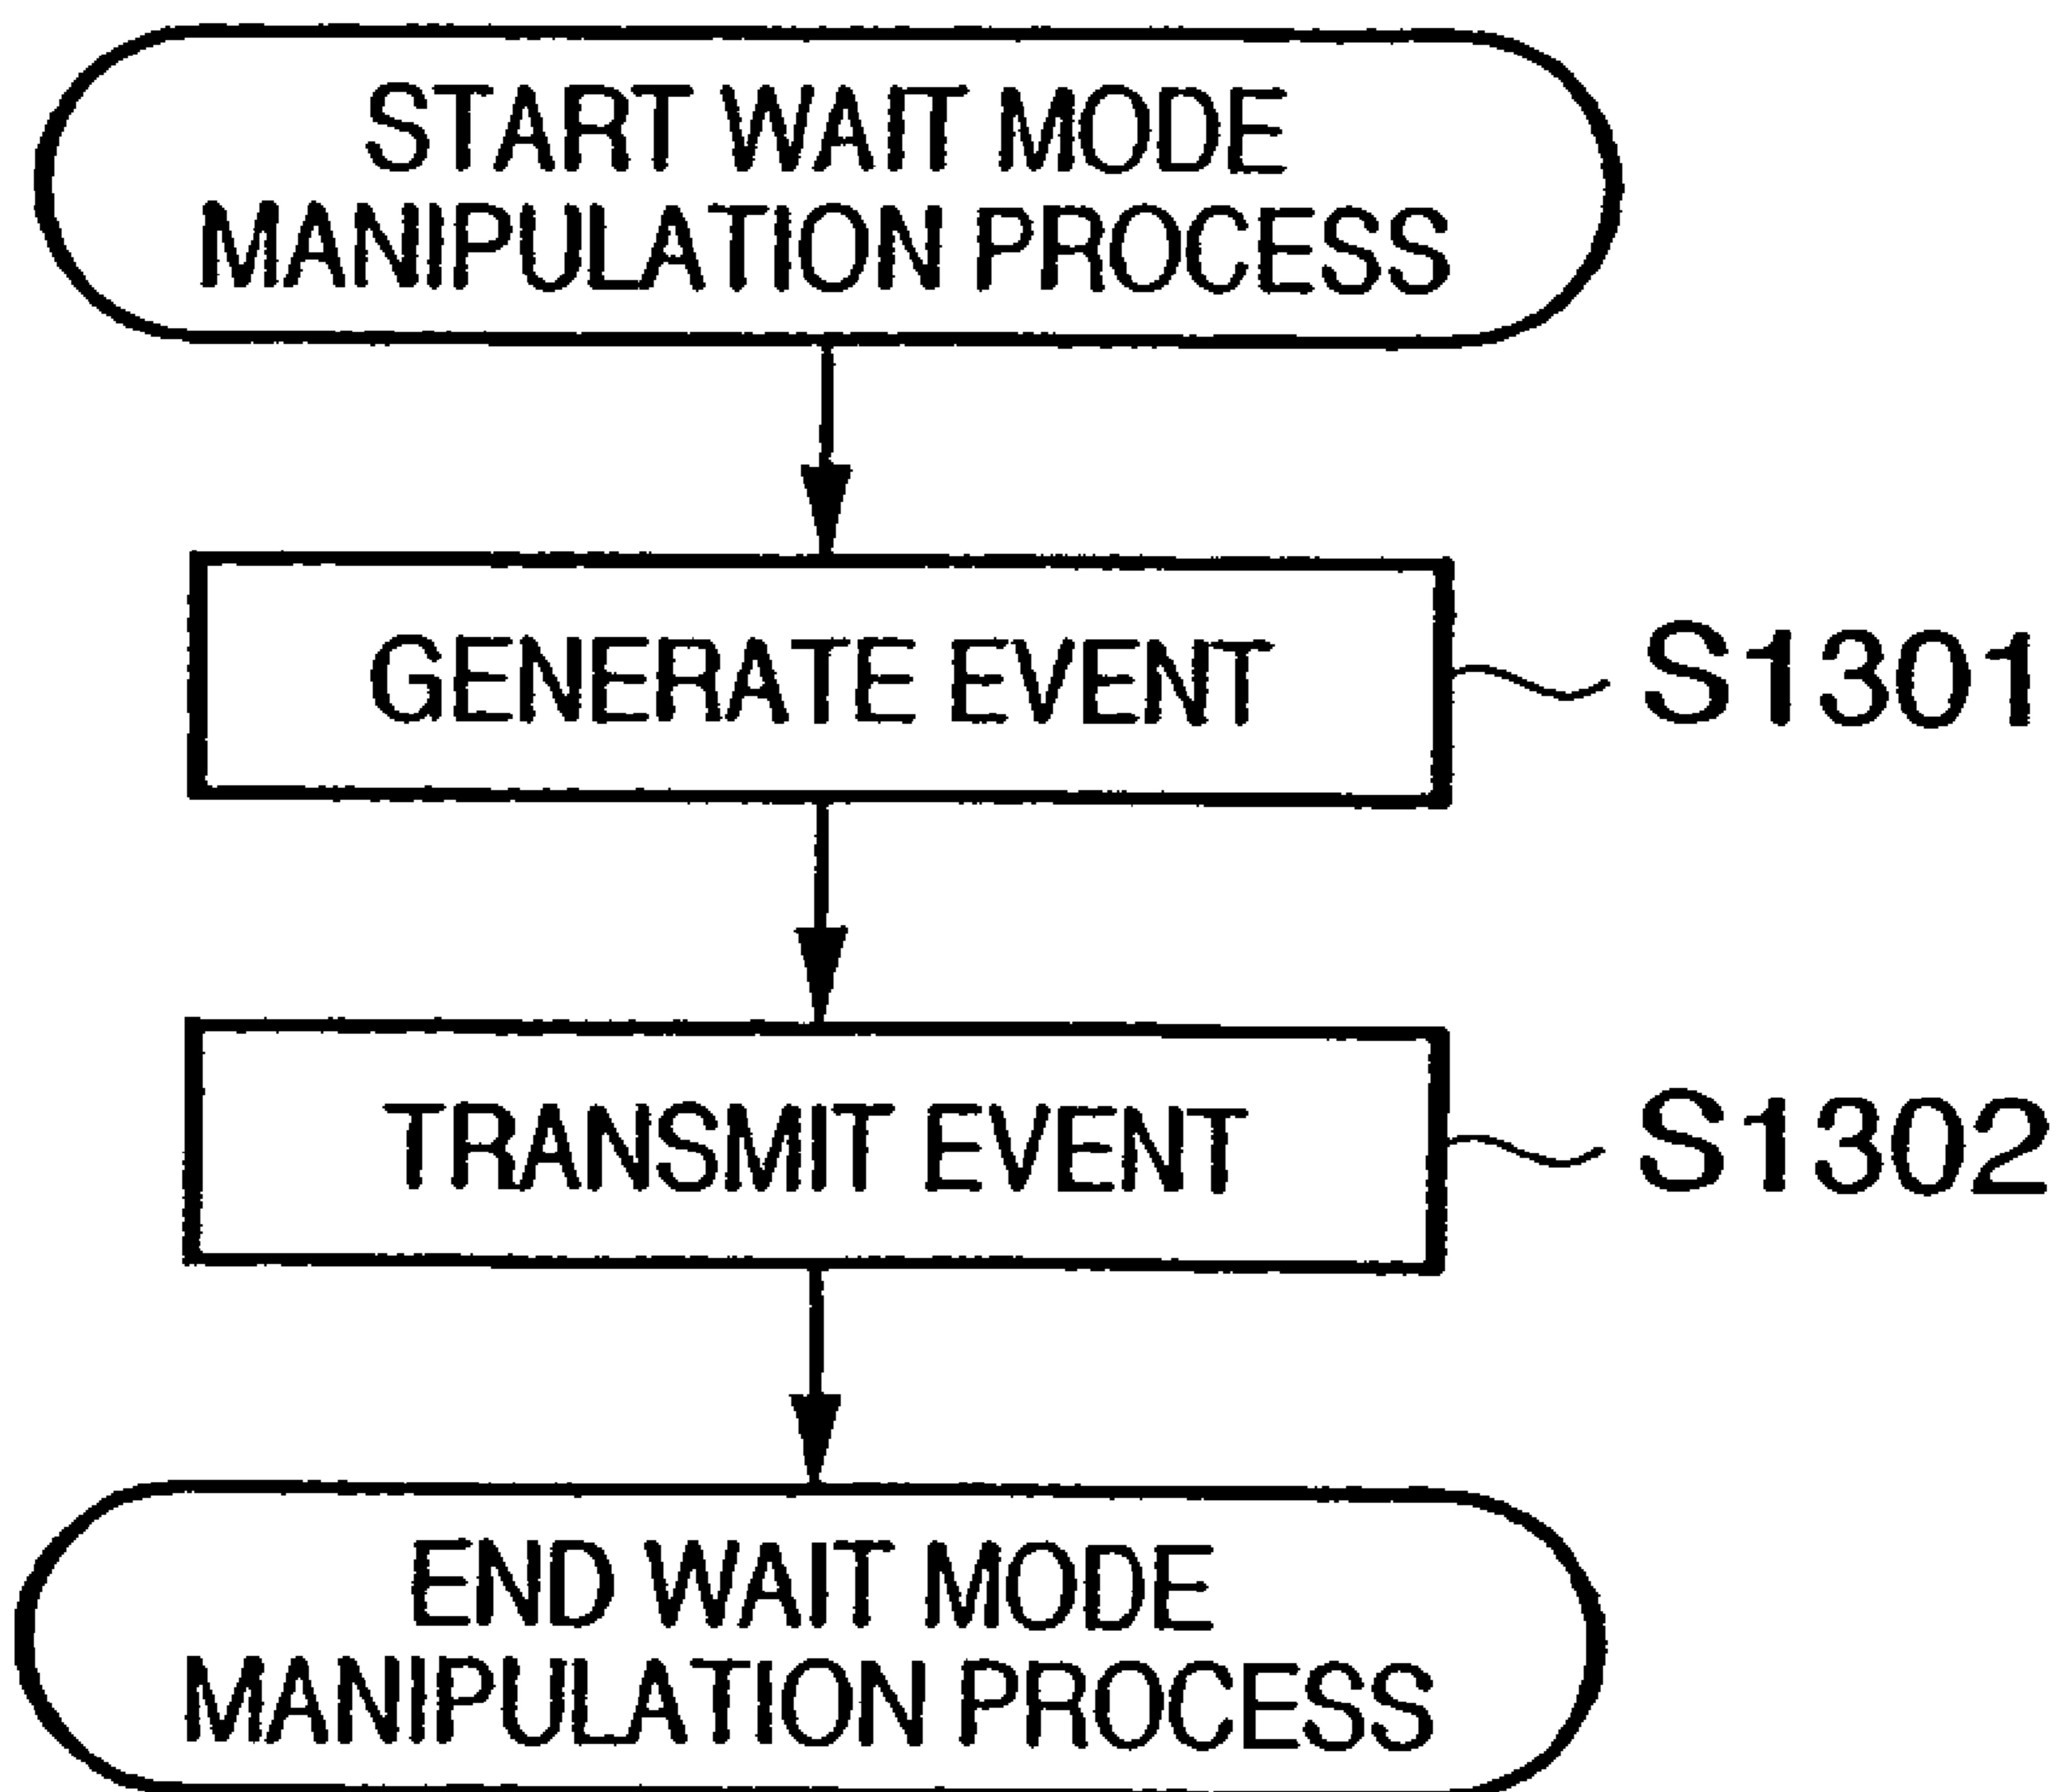 START WAIT MODE
MANIPULATION PROCESS
GENERATE EVENT
S1301
TRANSMIT EVENT
S1302
END WAIT MODE
MANIPULATION PROCESS